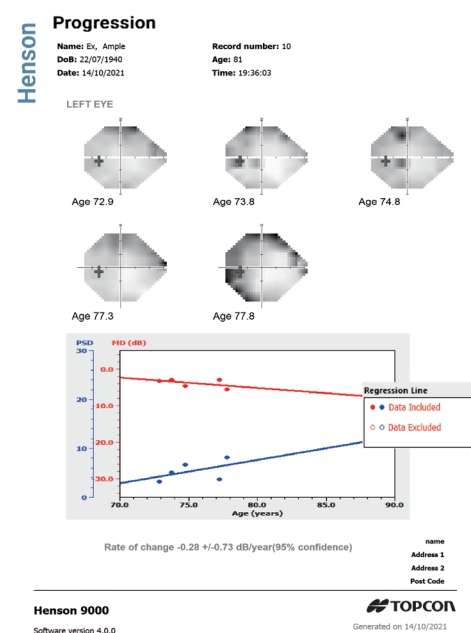 Henson
Progression
Name: Ex, Ample
Record number: 10
DoB: 22/07/1940
Age: 81
Date: 14/10/2021
Time: 19:36:03
LEFT EYE
Age 72.9
Age 73.8
Age 74.8
Age 77.3
Age 77.8
PSD
MD (dB)
30
20
10
0
0.0
10.0
20.0
30.0
70.0
75.0
80.0
85.0
90.0
Age (years)
Regression Line
Data Included
Data Excluded
Rate of change -0.28 +/-0.73 dB/year(95% confidence)
name
Address 1
Address 2
Post Code
Henson 9000
TOPCON
Software version 4.0.0
Generated on 14/10/2021